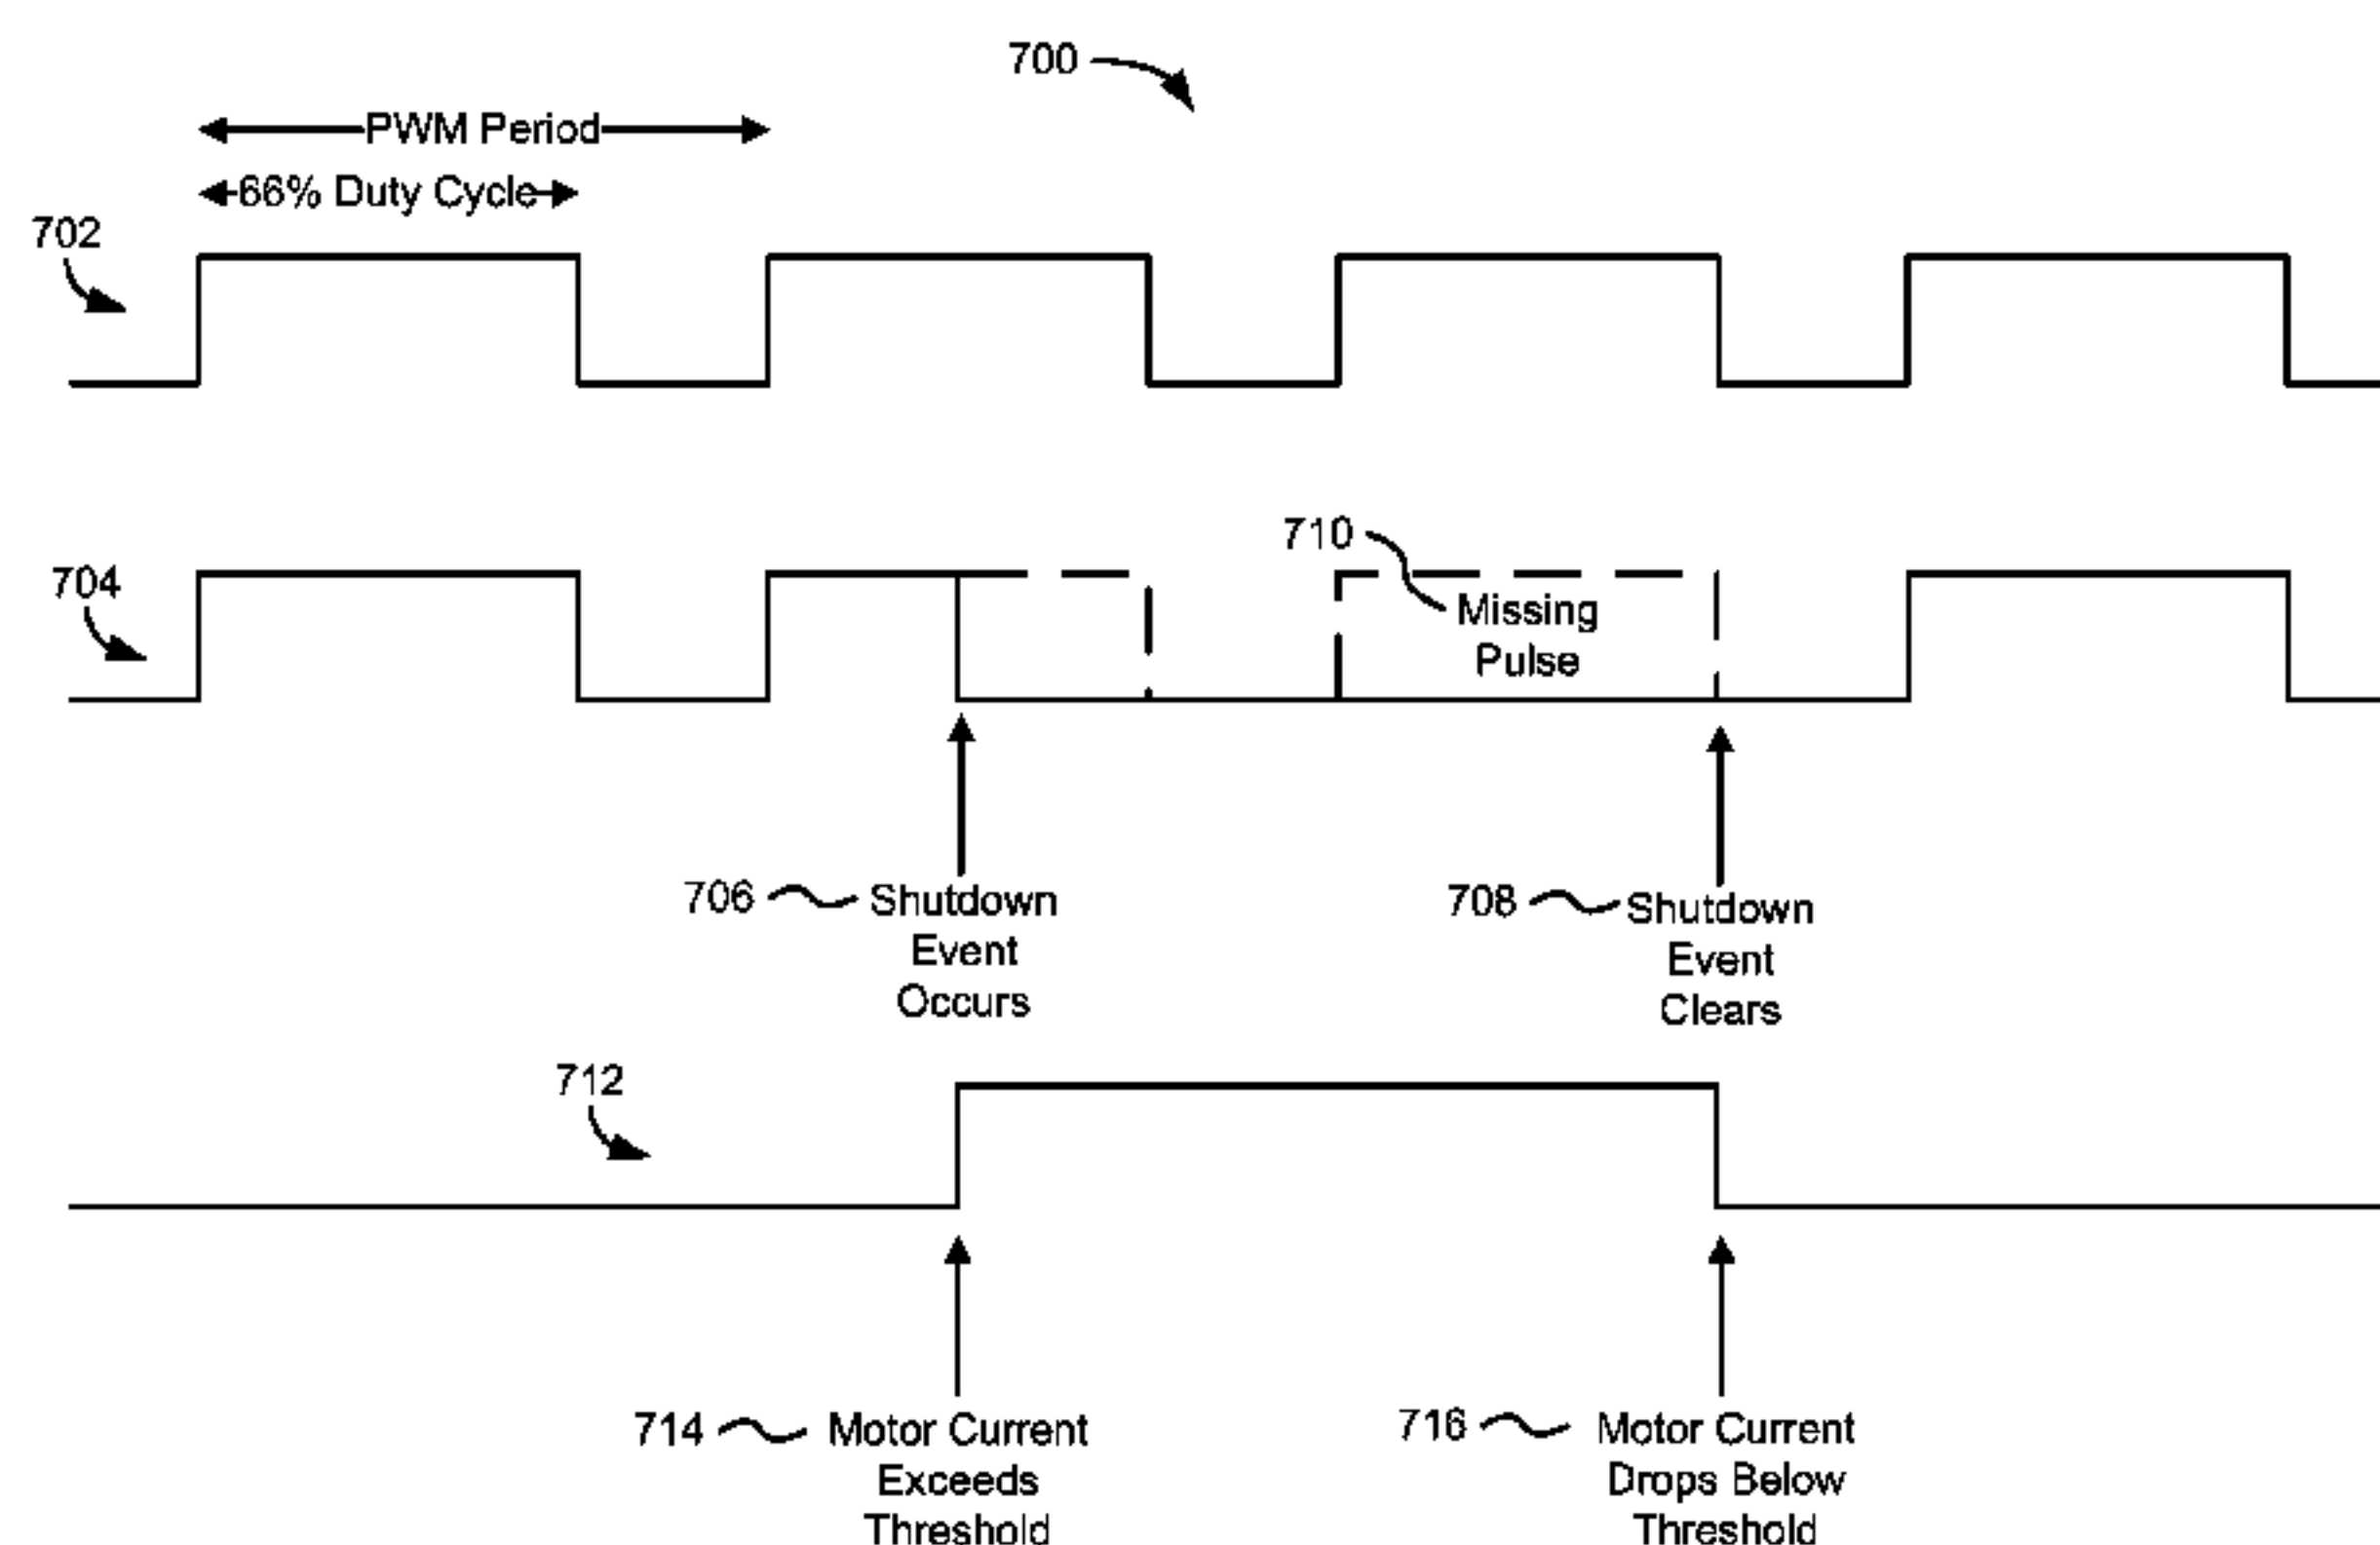 700
PWM Period
66% Duty Cycle
702
710
704
Missing
Pulse
706
Shutdown
Event
Occurs
708
Shutdown
Event
Clears
712
714
Motor Current
Exceeds
Threshold
716
Motor Current
Drops Below
Threshold